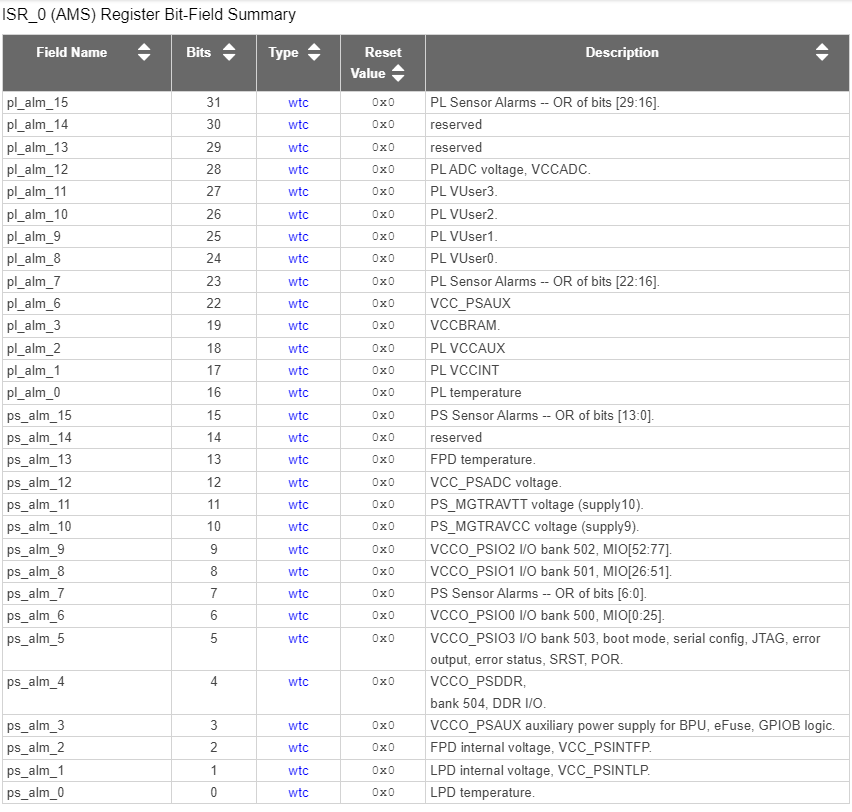 ISR_0 (AMS) Register Bit-Field Summary
Field Name Bits Type Reset Value Description
pl_alm_15 31 wtc 0x0 PL Sensor Alarms -- OR of bits [29:16].
pl_alm_14 30 wtc 0x0 reserved
pl_alm_13 29 wtc 0x0 reserved
pl_alm_12 28 wtc 0x0 PL ADC voltage, VCCADC.
pl_alm_11 27 wtc 0x0 PL VUser3.
pl_alm_10 26 wtc 0x0 PL VUser2.
pl_alm_9 25 wtc 0x0 PL VUser1.
pl_alm_8 24 wtc 0x0 PL VUser0.
pl_alm_7 23 wtc 0x0 PL Sensor Alarms -- OR of bits [22:16].
pl_alm_6 22 wtc 0x0 VCC_PSAUX
pl_alm_3 19 wtc 0x0 VCCBRAM.
pl_alm_2 18 wtc 0x0 PL VCCAUX
pl_alm_1 17 wtc 0x0 PL VCCINT
pl_alm_0 16 wtc 0x0 PL temperature
ps_alm_15 15 wtc 0x0 PS Sensor Alarms -- OR of bits [13:0].
ps_alm_14 14 wtc 0x0 reserved
ps_alm_13 13 wtc 0x0 FPD temperature.
ps_alm_12 12 wtc 0x0 VCC_PSADC voltage.
ps_alm_11 11 wtc 0x0 PS_MGTRAVTT voltage (supply10).
ps_alm_10 10 wtc 0x0 PS_MGTRAVCC voltage (supply9).
ps_alm_9 9 wtc 0x0 VCCO_PSIO2 I/O bank 502, MIO[52:77].
ps_alm_8 8 wtc 0x0 VCCO_PSIO1 I/O bank 501, MIO[26:51].
ps_alm_7 7 wtc 0x0 PS Sensor Alarms -- OR of bits [6:0].
ps_alm_6 6 wtc 0x0 VCCO_PSIO0 I/O bank 500, MIO[0:25].
ps_alm_5 5 wtc 0x0 VCCO_PSIO3 I/O bank 503, boot mode, serial config, JTAG, error
output, error status, SRST, POR.
ps_alm_4 4 wtc 0x0 VCCO_PSDDR,
bank 504, DDR I/O.
ps_alm_3 3 wtc 0x0 VCCO_PSAUX auxiliary power supply for BPU, eFuse, GPIOB logic.
ps_alm_2 2 wtc 0x0 FPD internal voltage, VCC_PSINTFP.
ps_alm_1 1 wtc 0x0 LPD internal voltage, VCC_PSINTLP.
ps_alm_0 0 wtc 0x0 LPD temperature.